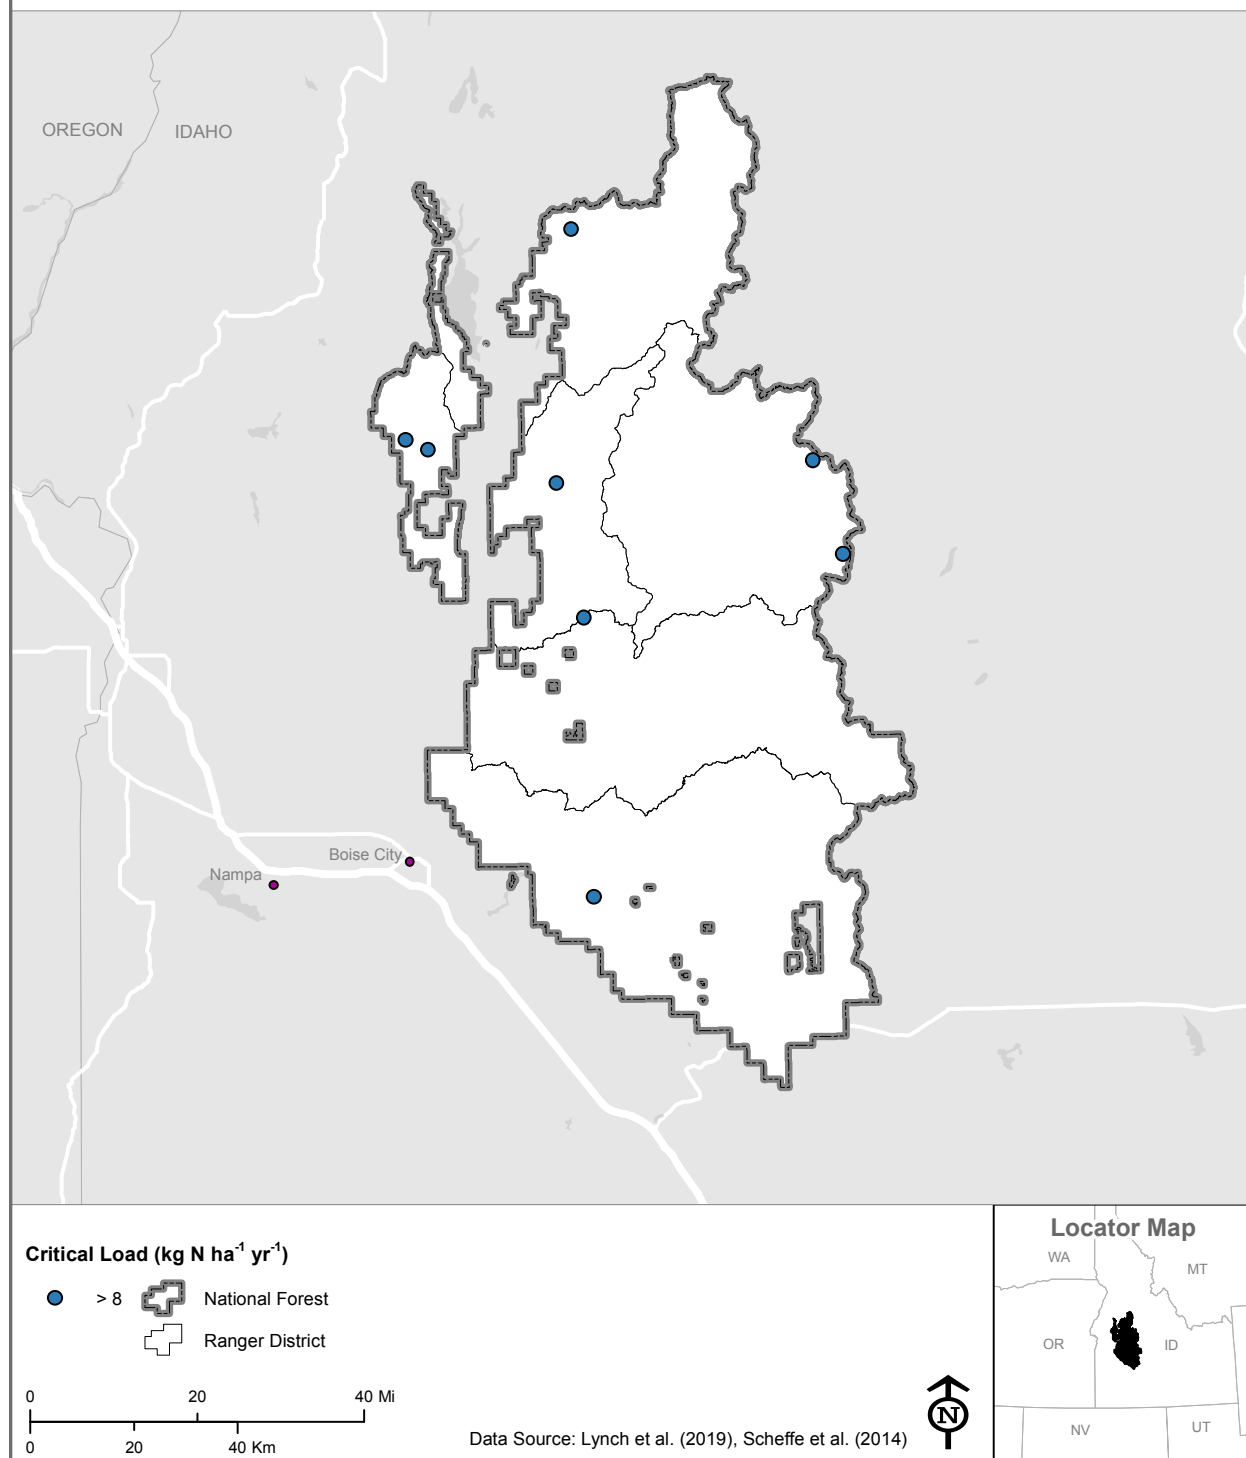 OREGON
IDAHO
Boise City
Nampa
Critical Load (kg N ha⁻¹ yr⁻¹)
> 8
National Forest
Ranger District
0 20 40 Mi
0 20 40 Km
Data Source: Lynch et al. (2019), Scheffe et al. (2014)
N
Locator Map
WA
MT
OR
ID
NV
UT